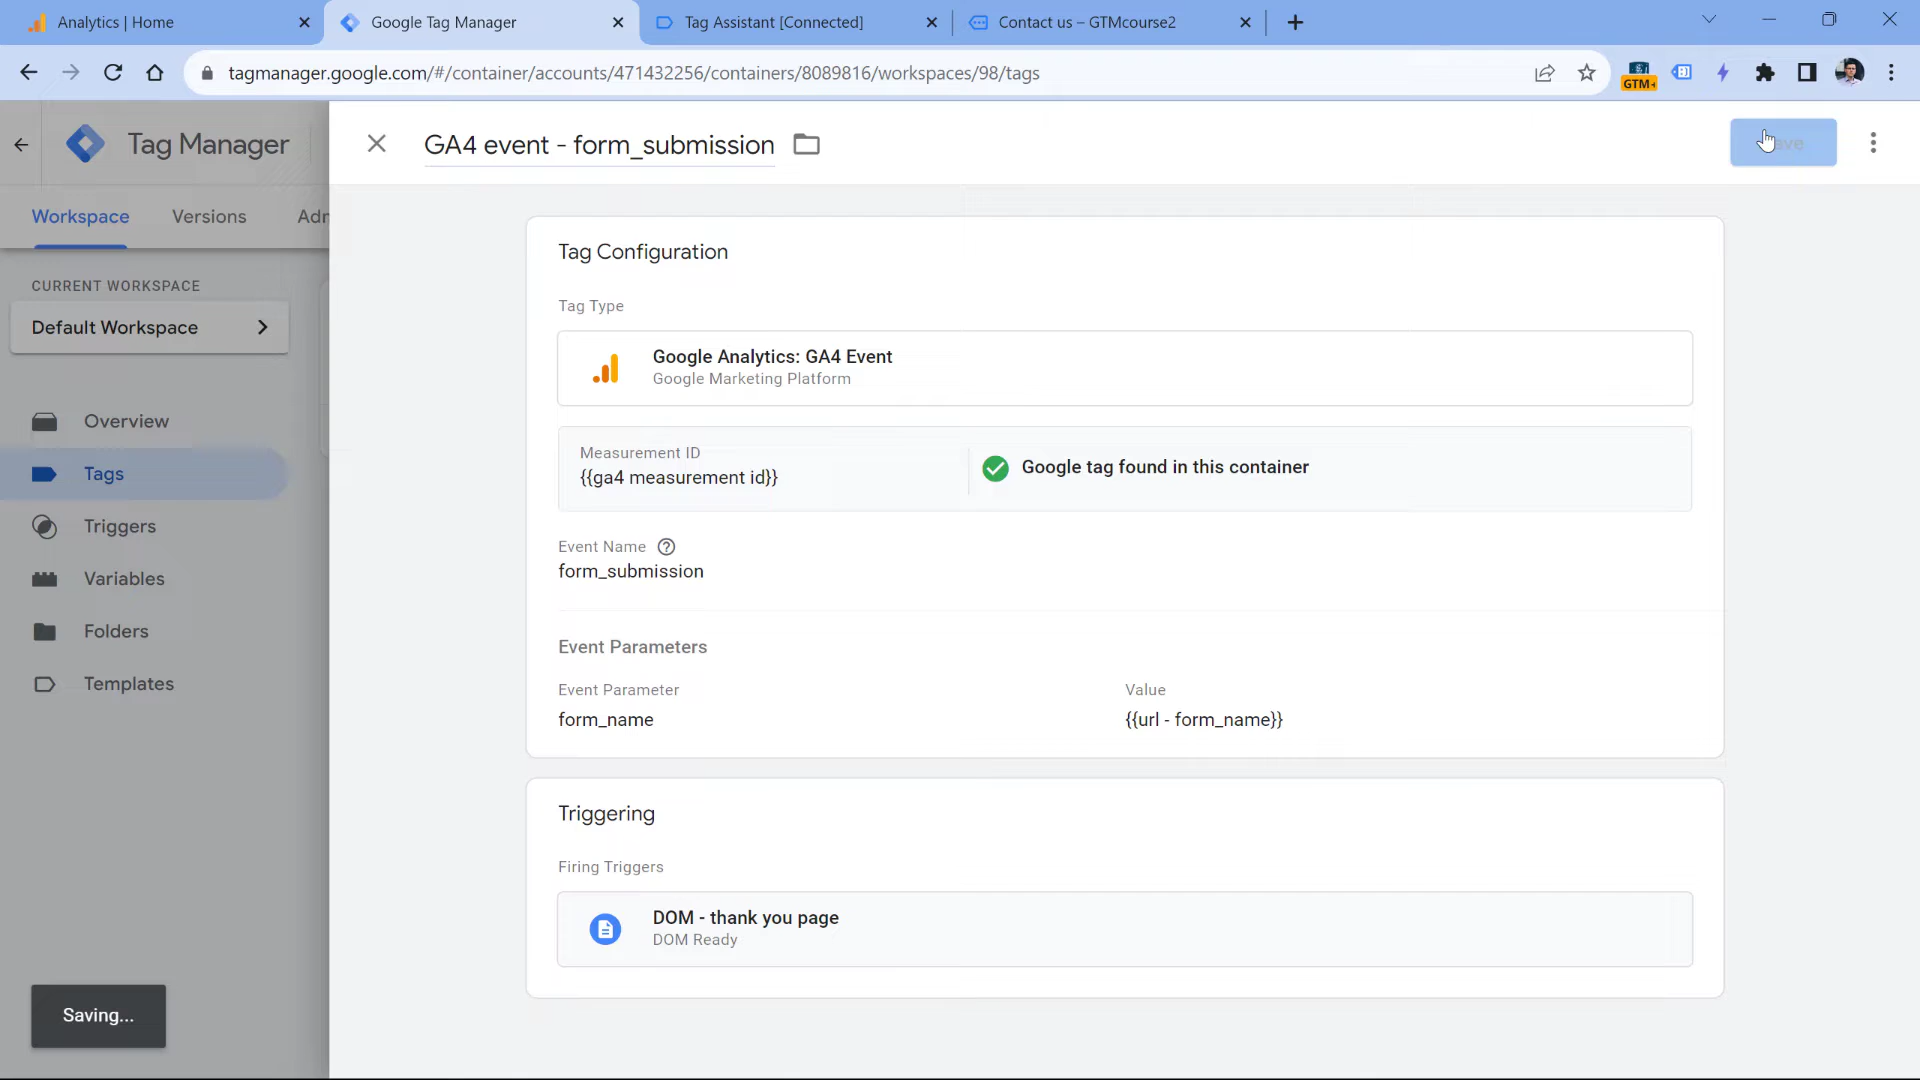 Analytics | Home
Google Tag Manager
Tag Assistant [Connected]
Contact us – GTMcourse2
tagmanager.google.com/#/container/accounts/471432256/containers/8089816/workspaces/98/tags
GTM
Tag Manager
GA4 event - form_submission
Workspace
Versions
Adm
CURRENT WORKSPACE
Default Workspace
Overview
Tags
Triggers
Variables
Folders
Templates
Saving...
Tag Configuration
Tag Type
Google Analytics: GA4 Event
Google Marketing Platform
Measurement ID
{{ga4 measurement id}}
Google tag found in this container
Event Name
form_submission
Event Parameters
Event Parameter
Value
form_name
{{url - form_name}}
Triggering
Firing Triggers
DOM - thank you page
DOM Ready